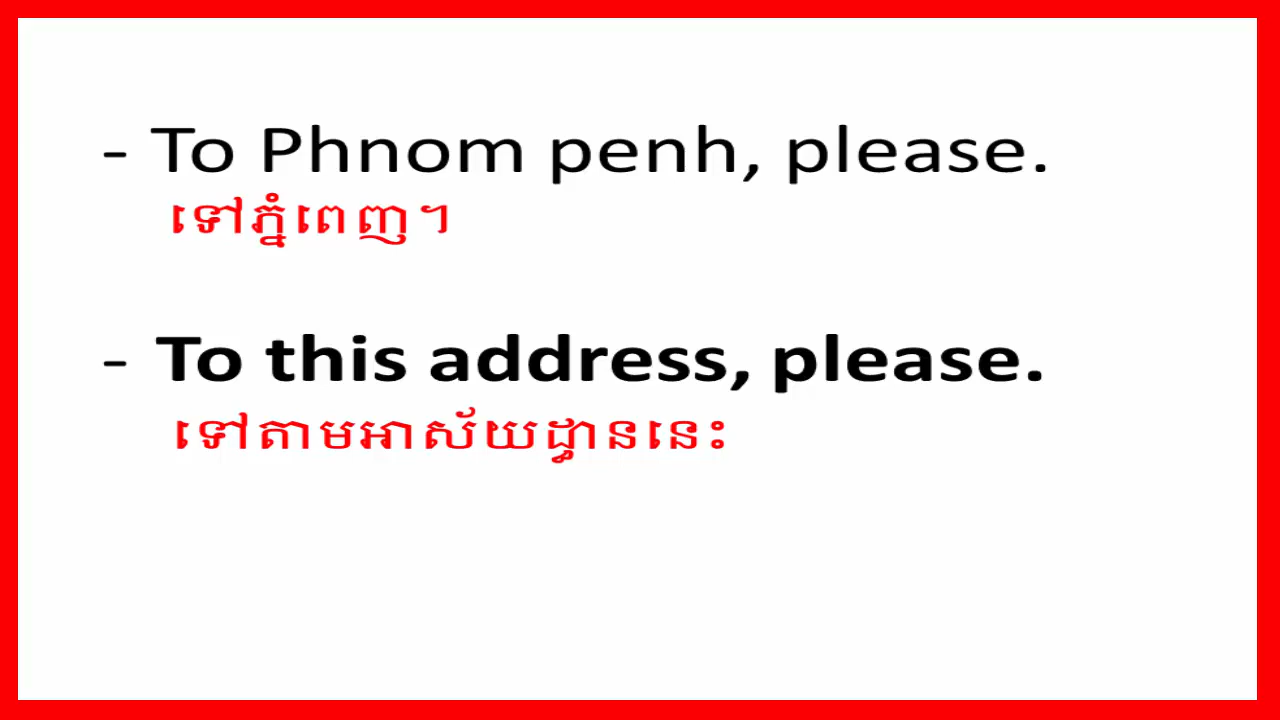 - To Phnom penh, please.
ទៅភ្នំពេញ។
- To this address, please.
ទៅតាមអាស័យដ្ធាននេះ